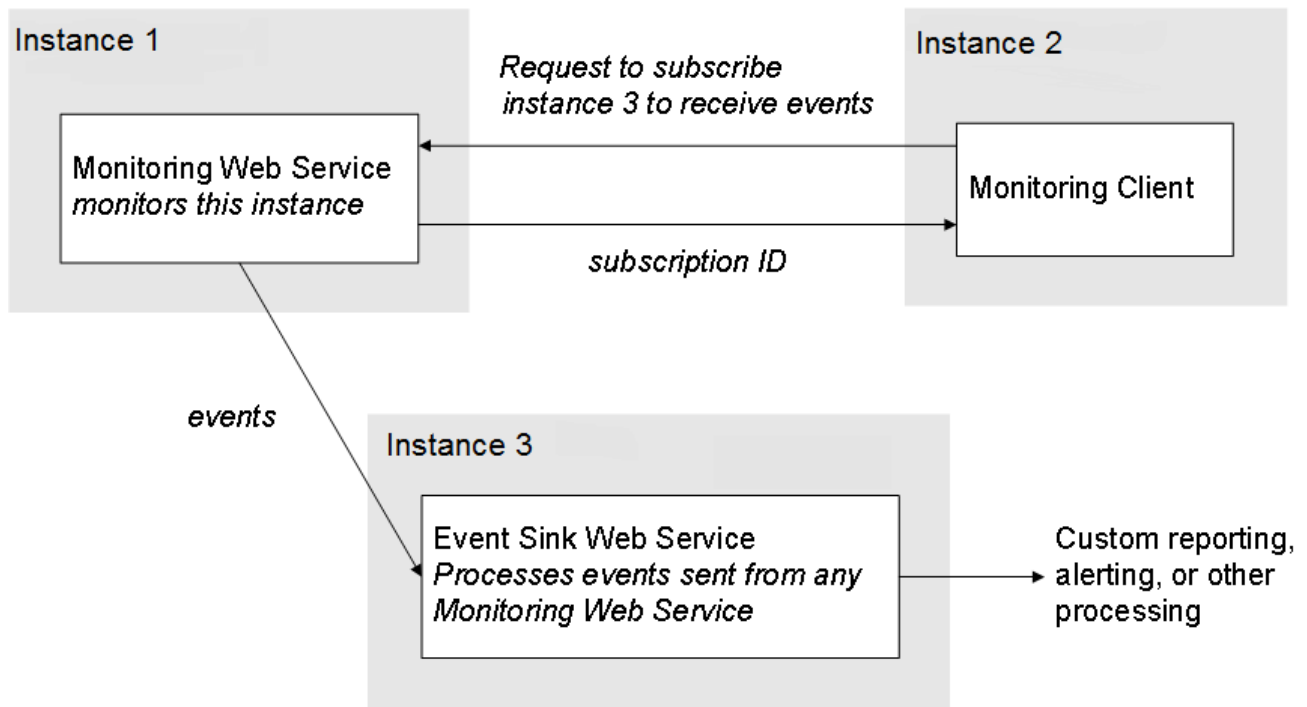 Instance 1
Instance 2
Request to subscribe
instance 3 to receive events
Monitoring Web Service
monitors this instance
Monitoring Client
subscription ID
events
Instance 3
Event Sink Web Service
Processes events sent from any
Monitoring Web Service
Custom reporting,
alerting, or other
processing